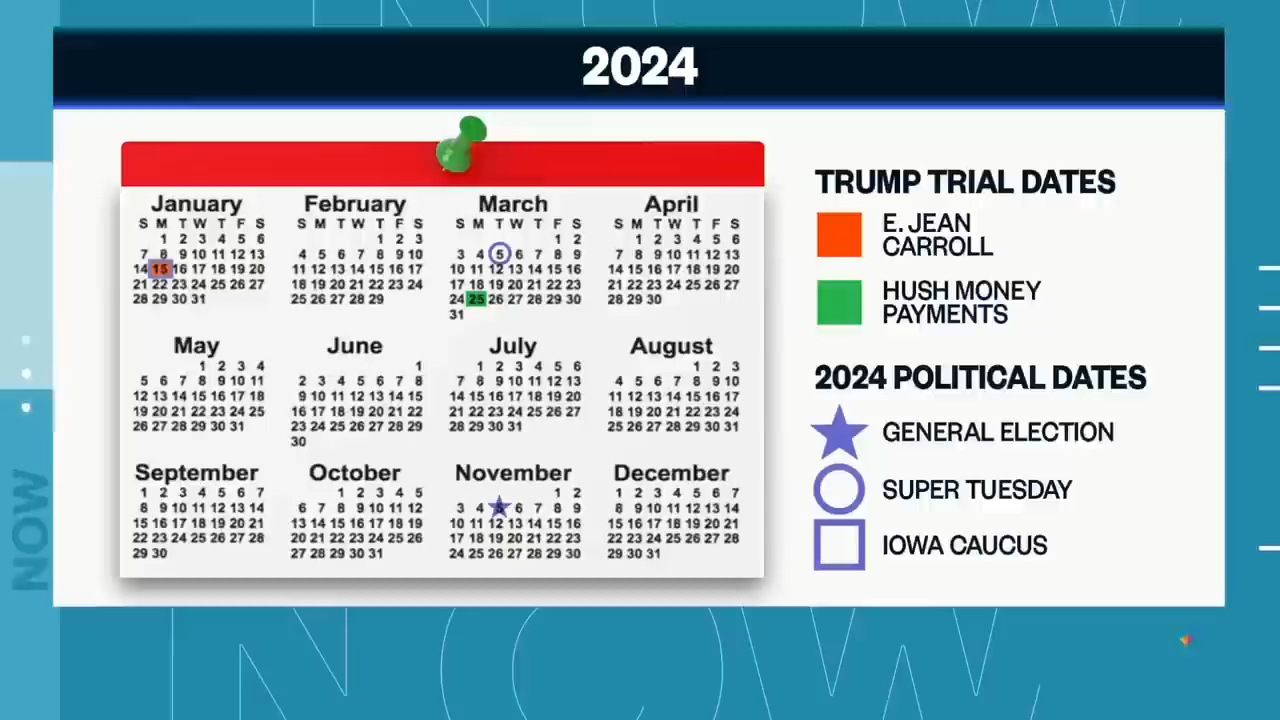 2024
January February March April
S M T W T F S S M T W T F S S M T W T F S S M T W T F S
1 2 3 4 5 6 1 2 3 1 2 1 2 3 4 5 6
7 8 9 10 11 12 13 4 5 6 7 8 9 10 3 4 5 6 7 8 9 7 8 9 10 11 12 13
14 15 16 17 18 19 20 11 12 13 14 15 16 17 10 11 12 13 14 15 16 14 15 16 17 18 19 20
21 22 23 24 25 26 27 18 19 20 21 22 23 24 17 18 19 20 21 22 23 21 22 23 24 25 26 27
28 29 30 31 25 26 27 28 29 24 25 26 27 28 29 30 28 29 30
31
May June July August
1 2 3 4 1 1 2 3 4 5 6 1 2 3
5 6 7 8 9 10 11 2 3 4 5 6 7 8 7 8 9 10 11 12 13 4 5 6 7 8 9 10
12 13 14 15 16 17 18 9 10 11 12 13 14 15 14 15 16 17 18 19 20 11 12 13 14 15 16 17
19 20 21 22 23 24 25 16 17 18 19 20 21 22 21 22 23 24 25 26 27 18 19 20 21 22 23 24
26 27 28 29 30 31 23 24 25 26 27 28 29 28 29 30 31 25 26 27 28 29 30 31
30
September October November December
1 2 3 4 5 6 7 1 2 3 4 5 1 2 1 2 3 4 5 6 7
8 9 10 11 12 13 14 6 7 8 9 10 11 12 3 4 5 6 7 8 9 8 9 10 11 12 13 14
15 16 17 18 19 20 21 13 14 15 16 17 18 19 10 11 12 13 14 15 16 15 16 17 18 19 20 21
22 23 24 25 26 27 28 20 21 22 23 24 25 26 17 18 19 20 21 22 23 22 23 24 25 26 27 28
29 30 27 28 29 30 31 24 25 26 27 28 29 30 29 30 31
TRUMP TRIAL DATES
E. JEAN
CARROLL
HUSH MONEY
PAYMENTS
2024 POLITICAL DATES
GENERAL ELECTION
SUPER TUESDAY
IOWA CAUCUS
NOW
NOW